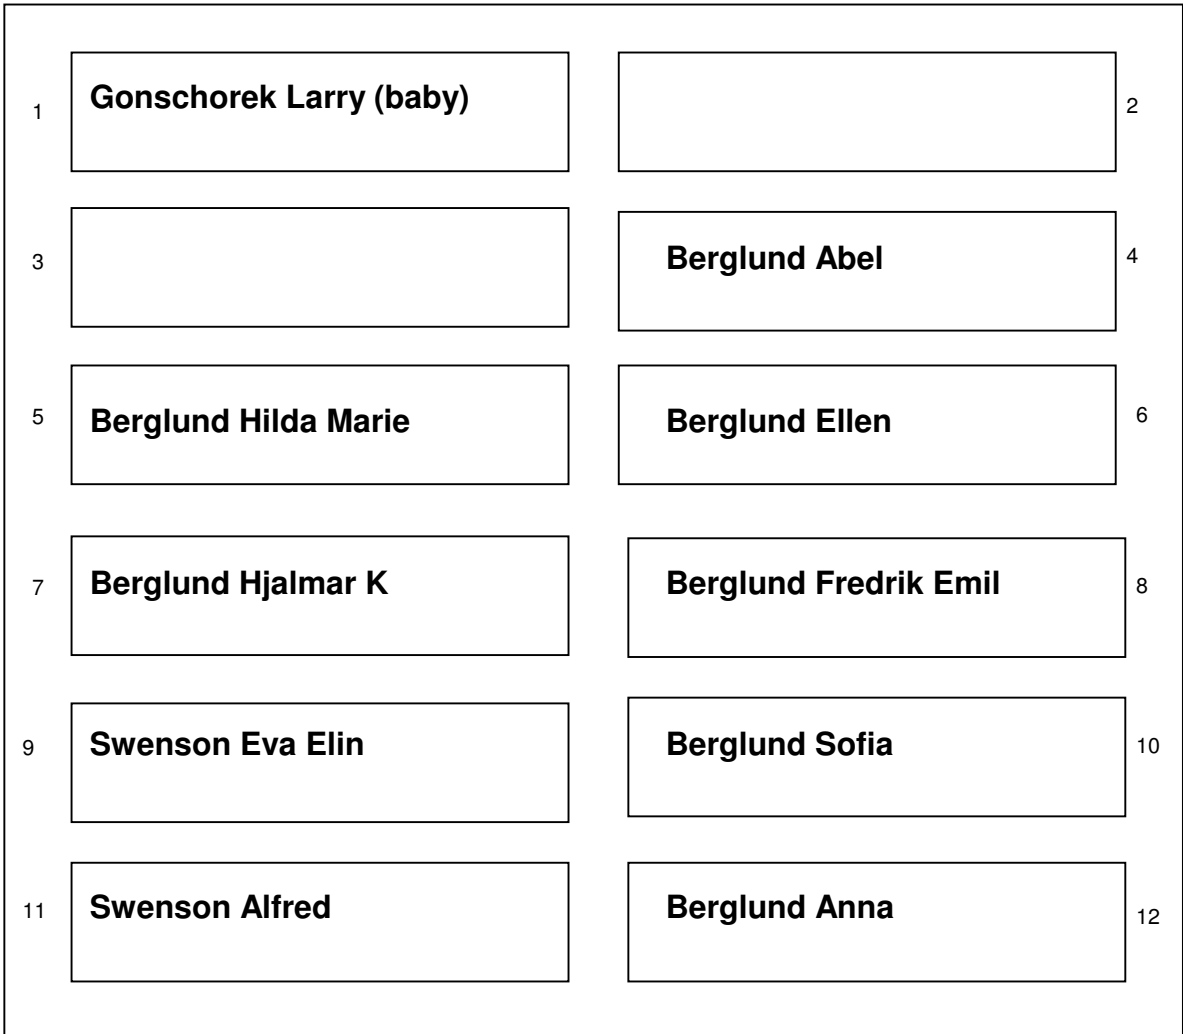 1 Gonschorek Larry (baby) 2
3 Berglund Abel 4
5 Berglund Hilda Marie Berglund Ellen 6
7 Berglund Hjalmar K Berglund Fredrik Emil 8
9 Swenson Eva Elin Berglund Sofia 10
11 Swenson Alfred Berglund Anna 12